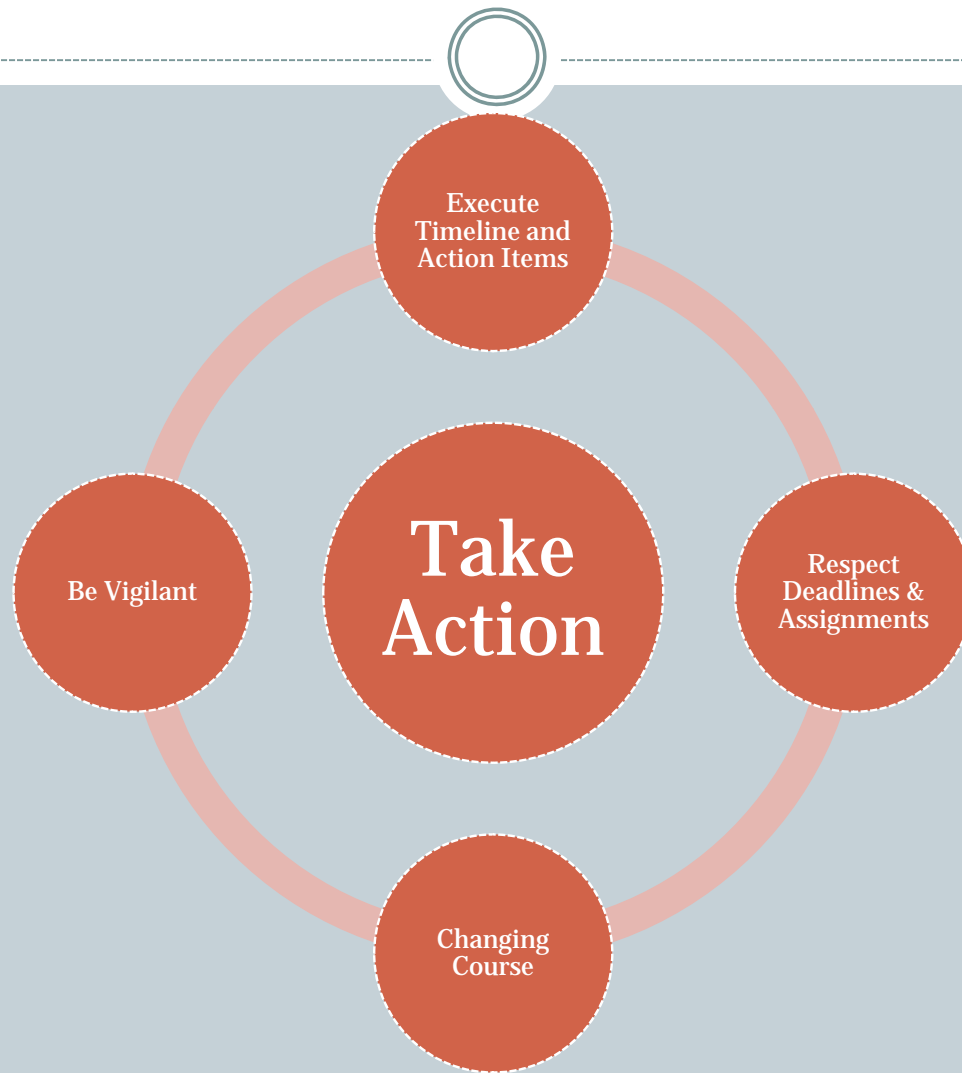 Execute
Timeline and
Action Items
Take
Action
Be Vigilant
Respect
Deadlines &
Assignments
Changing
Course